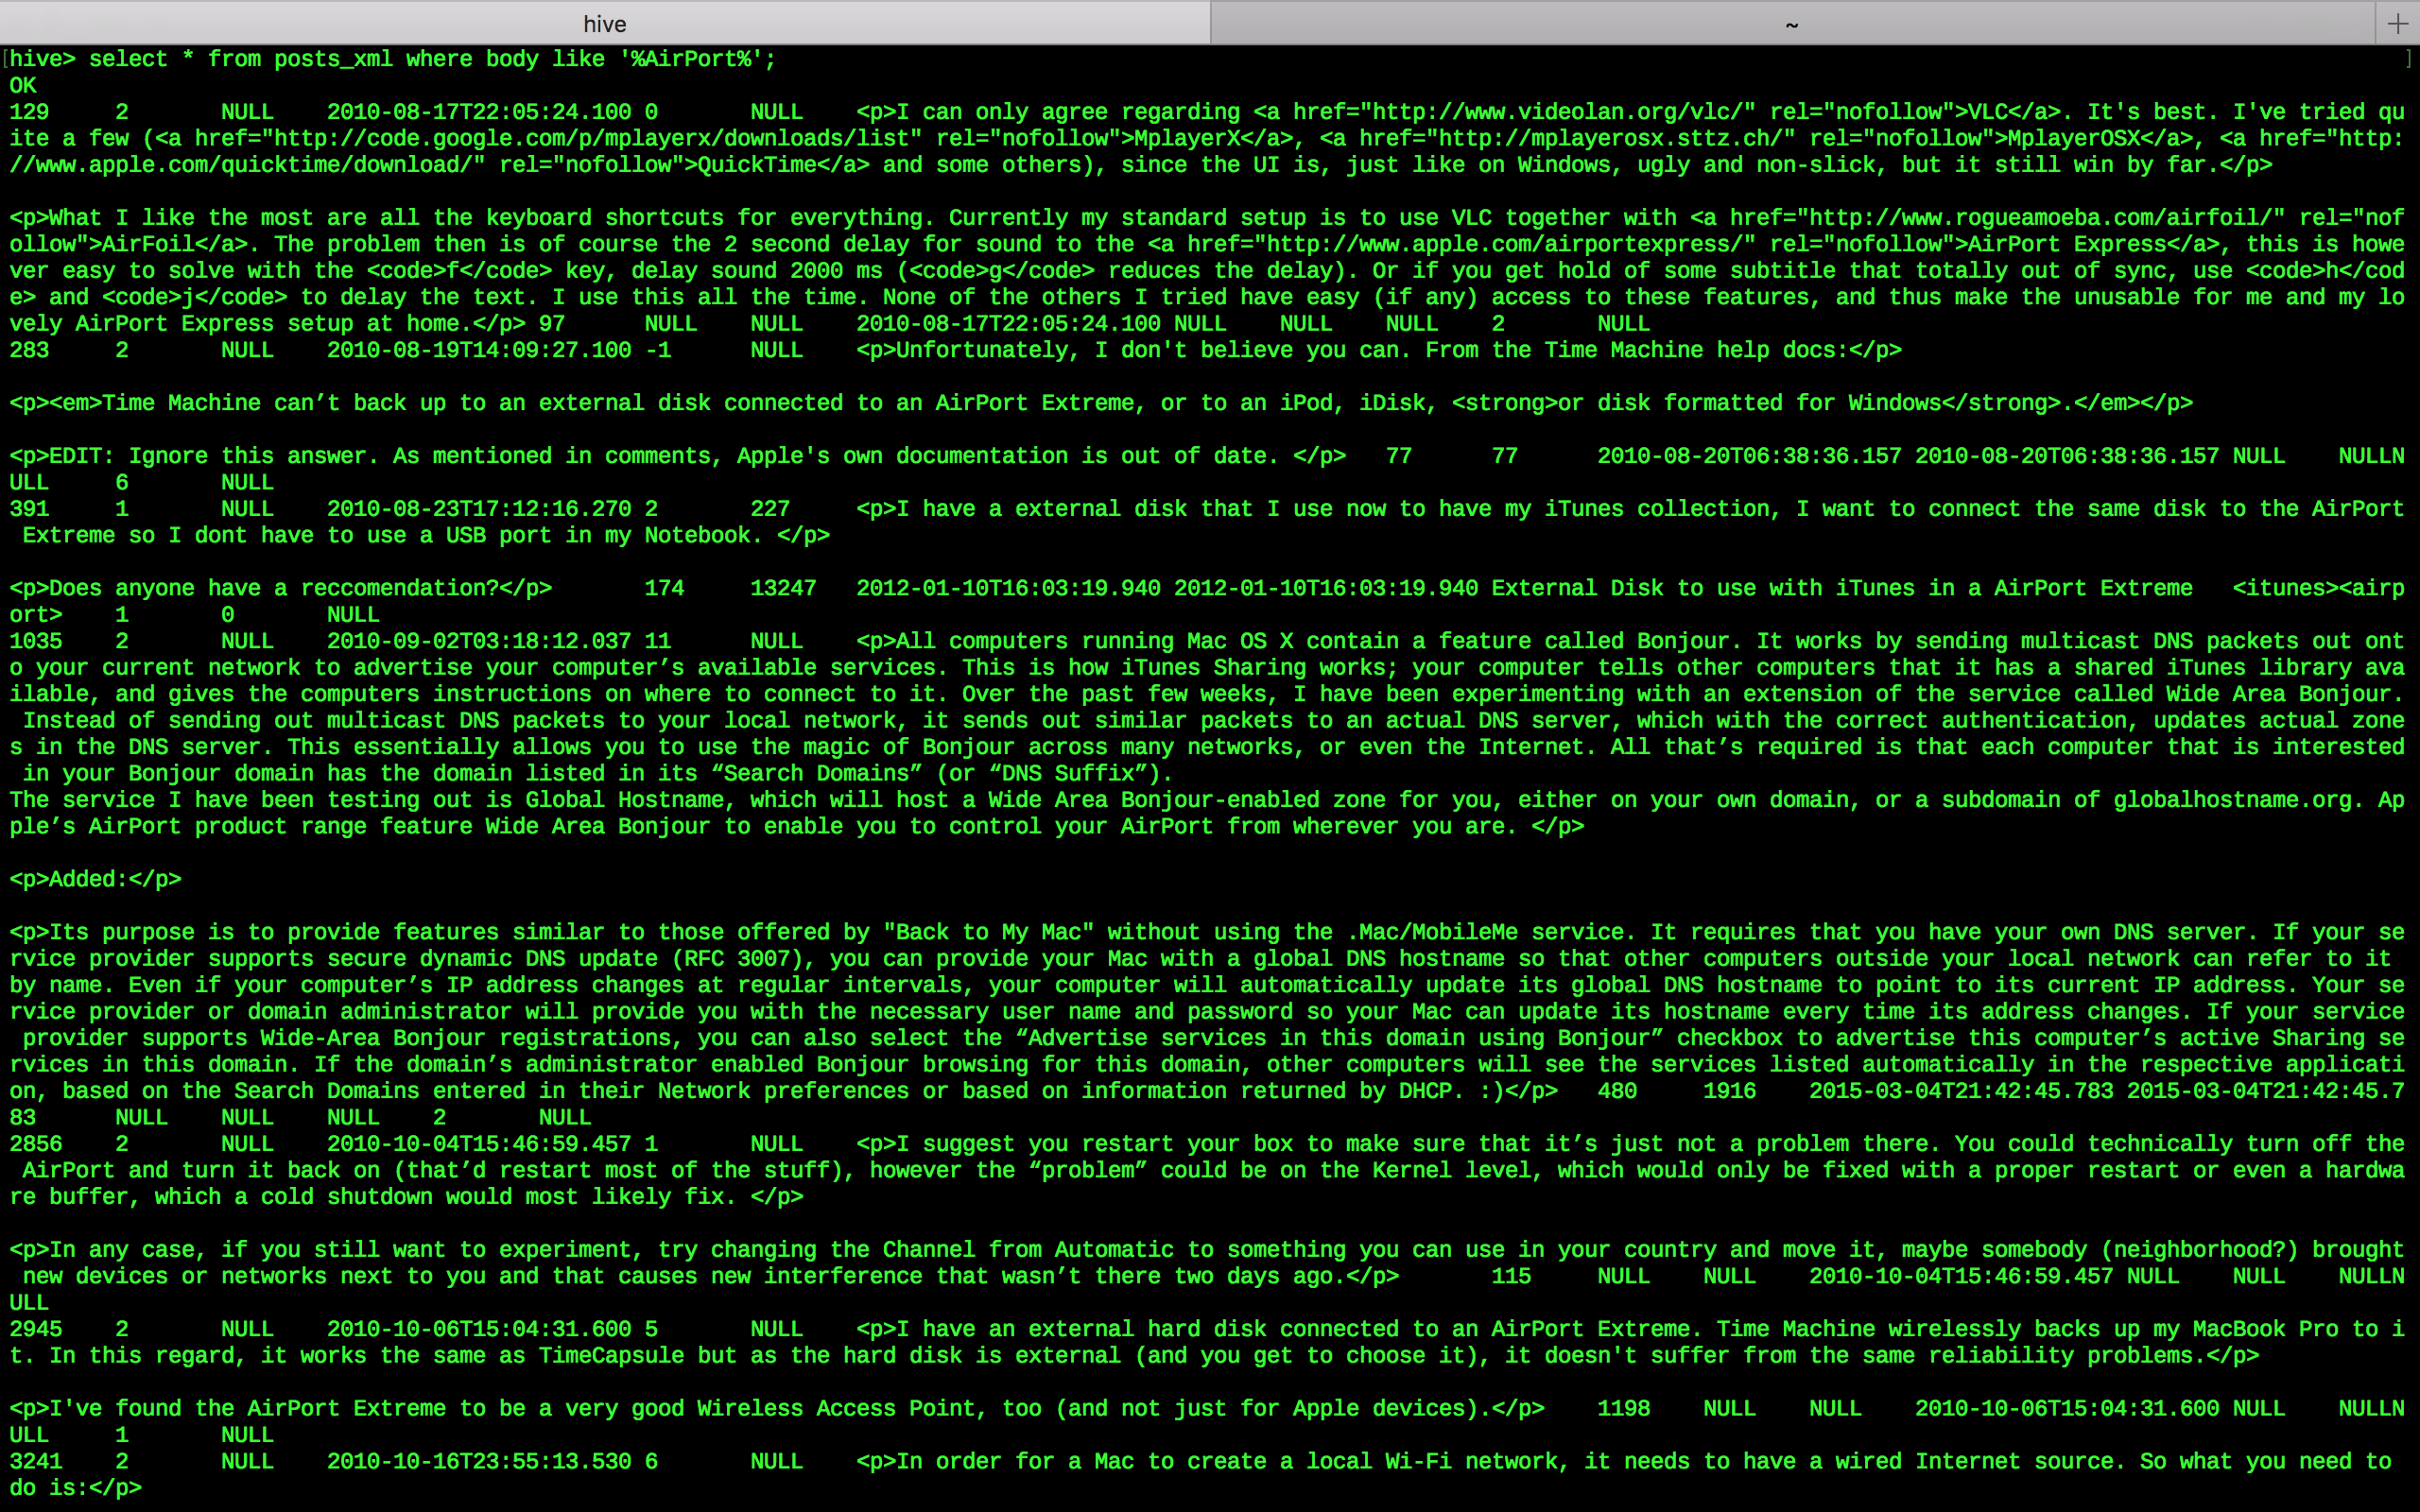 hive
~
hive> select * from posts_xml where body like '%AirPort%';
OK
129     2       NULL    2010-08-17T22:05:24.100 0       NULL    <p>I can only agree regarding <a href="http://www.videolan.org/vlc/" rel="nofollow">VLC</a>. It's best. I've tried qu
ite a few (<a href="http://code.google.com/p/mplayerx/downloads/list" rel="nofollow">MplayerX</a>, <a href="http://mplayerosx.sttz.ch/" rel="nofollow">MplayerOSX</a>, <a href="http:
//www.apple.com/quicktime/download/" rel="nofollow">QuickTime</a> and some others), since the UI is, just like on Windows, ugly and non-slick, but it still win by far.</p>
<p>What I like the most are all the keyboard shortcuts for everything. Currently my standard setup is to use VLC together with <a href="http://www.rogueamoeba.com/airfoil/" rel="nof
ollow">AirFoil</a>. The problem then is of course the 2 second delay for sound to the <a href="http://www.apple.com/airportexpress/" rel="nofollow">AirPort Express</a>, this is howe
ver easy to solve with the <code>f</code> key, delay sound 2000 ms (<code>g</code> reduces the delay). Or if you get hold of some subtitle that totally out of sync, use <code>h</cod
e> and <code>j</code> to delay the text. I use this all the time. None of the others I tried have easy (if any) access to these features, and thus make the unusable for me and my lo
vely AirPort Express setup at home.</p> 97      NULL    NULL    2010-08-17T22:05:24.100 NULL    NULL    NULL    2       NULL
283     2       NULL    2010-08-19T14:09:27.100 -1      NULL    <p>Unfortunately, I don't believe you can. From the Time Machine help docs:</p>
<p><em>Time Machine can’t back up to an external disk connected to an AirPort Extreme, or to an iPod, iDisk, <strong>or disk formatted for Windows</strong>.</em></p>
<p>EDIT: Ignore this answer. As mentioned in comments, Apple's own documentation is out of date. </p>   77      77      2010-08-20T06:38:36.157 2010-08-20T06:38:36.157 NULL    NULLN
ULL     6       NULL
391     1       NULL    2010-08-23T17:12:16.270 2       227     <p>I have a external disk that I use now to have my iTunes collection, I want to connect the same disk to the AirPort
 Extreme so I dont have to use a USB port in my Notebook. </p>
<p>Does anyone have a reccomendation?</p>       174     13247   2012-01-10T16:03:19.940 2012-01-10T16:03:19.940 External Disk to use with iTunes in a AirPort Extreme   <itunes><airp
ort>    1       0       NULL
1035    2       NULL    2010-09-02T03:18:12.037 11      NULL    <p>All computers running Mac OS X contain a feature called Bonjour. It works by sending multicast DNS packets out ont
o your current network to advertise your computer’s available services. This is how iTunes Sharing works; your computer tells other computers that it has a shared iTunes library ava
ilable, and gives the computers instructions on where to connect to it. Over the past few weeks, I have been experimenting with an extension of the service called Wide Area Bonjour.
 Instead of sending out multicast DNS packets to your local network, it sends out similar packets to an actual DNS server, which with the correct authentication, updates actual zone
s in the DNS server. This essentially allows you to use the magic of Bonjour across many networks, or even the Internet. All that’s required is that each computer that is interested
 in your Bonjour domain has the domain listed in its “Search Domains” (or “DNS Suffix”).
The service I have been testing out is Global Hostname, which will host a Wide Area Bonjour-enabled zone for you, either on your own domain, or a subdomain of globalhostname.org. Ap
ple’s AirPort product range feature Wide Area Bonjour to enable you to control your AirPort from wherever you are. </p>
<p>Added:</p>
<p>Its purpose is to provide features similar to those offered by "Back to My Mac" without using the .Mac/MobileMe service. It requires that you have your own DNS server. If your se
rvice provider supports secure dynamic DNS update (RFC 3007), you can provide your Mac with a global DNS hostname so that other computers outside your local network can refer to it
by name. Even if your computer’s IP address changes at regular intervals, your computer will automatically update its global DNS hostname to point to its current IP address. Your se
rvice provider or domain administrator will provide you with the necessary user name and password so your Mac can update its hostname every time its address changes. If your service
 provider supports Wide-Area Bonjour registrations, you can also select the “Advertise services in this domain using Bonjour” checkbox to advertise this computer’s active Sharing se
rvices in this domain. If the domain’s administrator enabled Bonjour browsing for this domain, other computers will see the services listed automatically in the respective applicati
on, based on the Search Domains entered in their Network preferences or based on information returned by DHCP. :)</p>   480     1916    2015-03-04T21:42:45.783 2015-03-04T21:42:45.7
83      NULL    NULL    NULL    2       NULL
2856    2       NULL    2010-10-04T15:46:59.457 1       NULL    <p>I suggest you restart your box to make sure that it’s just not a problem there. You could technically turn off the
 AirPort and turn it back on (that’d restart most of the stuff), however the “problem” could be on the Kernel level, which would only be fixed with a proper restart or even a hardwa
re buffer, which a cold shutdown would most likely fix. </p>
<p>In any case, if you still want to experiment, try changing the Channel from Automatic to something you can use in your country and move it, maybe somebody (neighborhood?) brought
 new devices or networks next to you and that causes new interference that wasn’t there two days ago.</p>       115     NULL    NULL    2010-10-04T15:46:59.457 NULL    NULL    NULLN
ULL
2945    2       NULL    2010-10-06T15:04:31.600 5       NULL    <p>I have an external hard disk connected to an AirPort Extreme. Time Machine wirelessly backs up my MacBook Pro to i
t. In this regard, it works the same as TimeCapsule but as the hard disk is external (and you get to choose it), it doesn't suffer from the same reliability problems.</p>
<p>I've found the AirPort Extreme to be a very good Wireless Access Point, too (and not just for Apple devices).</p>    1198    NULL    NULL    2010-10-06T15:04:31.600 NULL    NULLN
ULL     1       NULL
3241    2       NULL    2010-10-16T23:55:13.530 6       NULL    <p>In order for a Mac to create a local Wi-Fi network, it needs to have a wired Internet source. So what you need to
do is:</p>